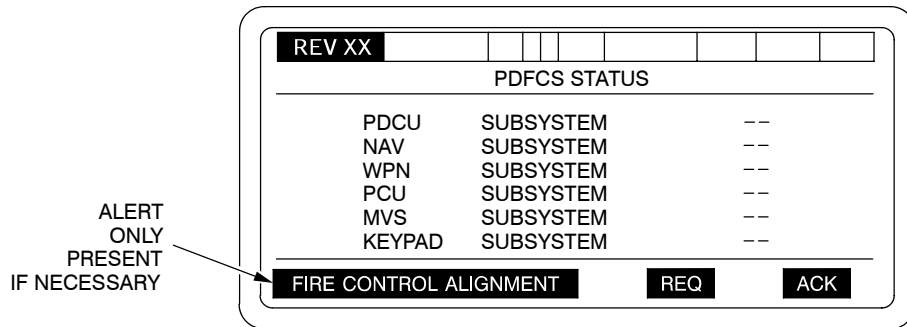 REV XX
PDFCS STATUS
PDCU SUBSYSTEM --
NAV SUBSYSTEM --
WPN SUBSYSTEM --
PCU SUBSYSTEM --
MVS SUBSYSTEM --
KEYPAD SUBSYSTEM --
ALERT
ONLY
PRESENT
IF NECESSARY
FIRE CONTROL ALIGNMENT REQ ACK